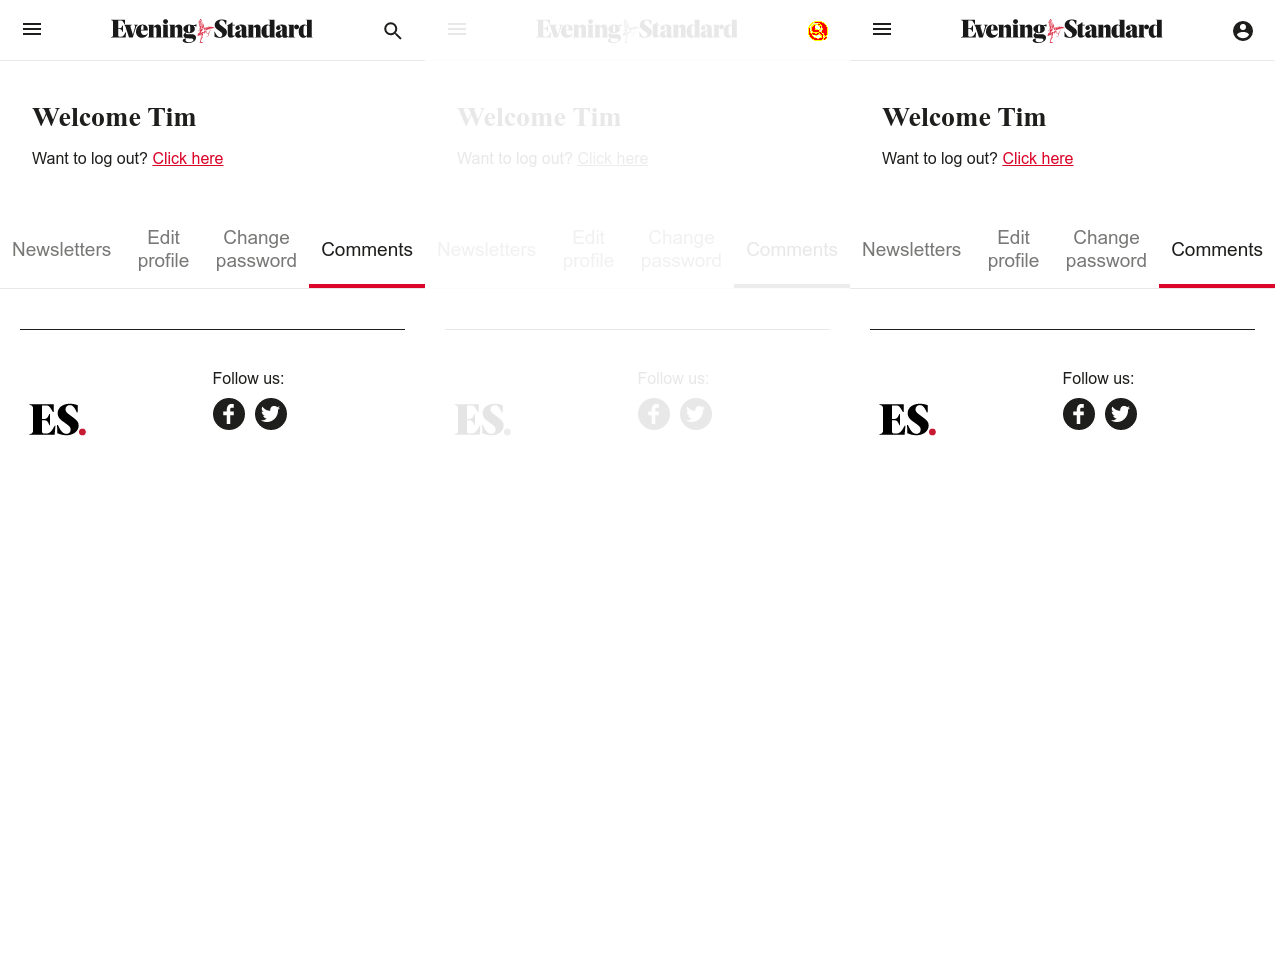 Evening Standard
Welcome Tim
Want to log out? Click here
Newsletters
Edit profile
Change password
Comments
Follow us:
ES.
Evening Standard
Welcome Tim
Want to log out? Click here
Newsletters
Edit profile
Change password
Comments
Follow us:
ES.
Evening Standard
Welcome Tim
Want to log out? Click here
Newsletters
Edit profile
Change password
Comments
Follow us:
ES.